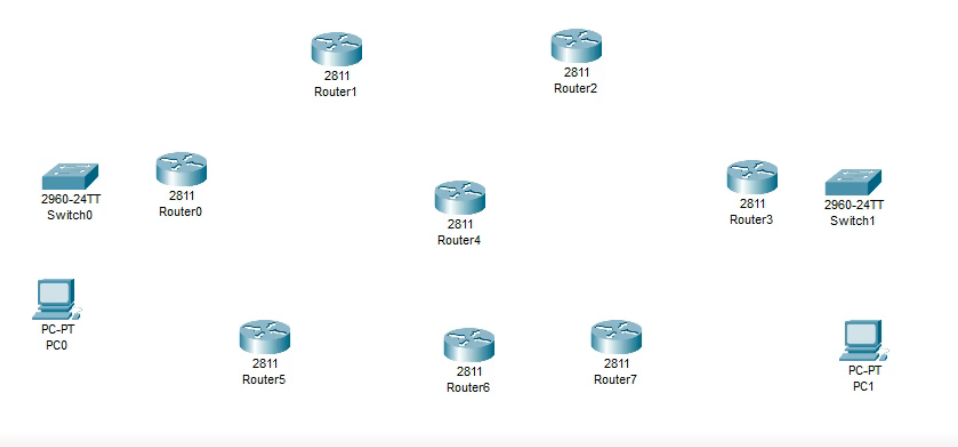 2811
Router1
2811
Router2
2960-24TT
Switch0
2811
Router0
2811
Router4
2811
Router3
2960-24TT
Switch1
PC-PT
PC0
2811
Router5
2811
Router6
2811
Router7
PC-PT
PC1